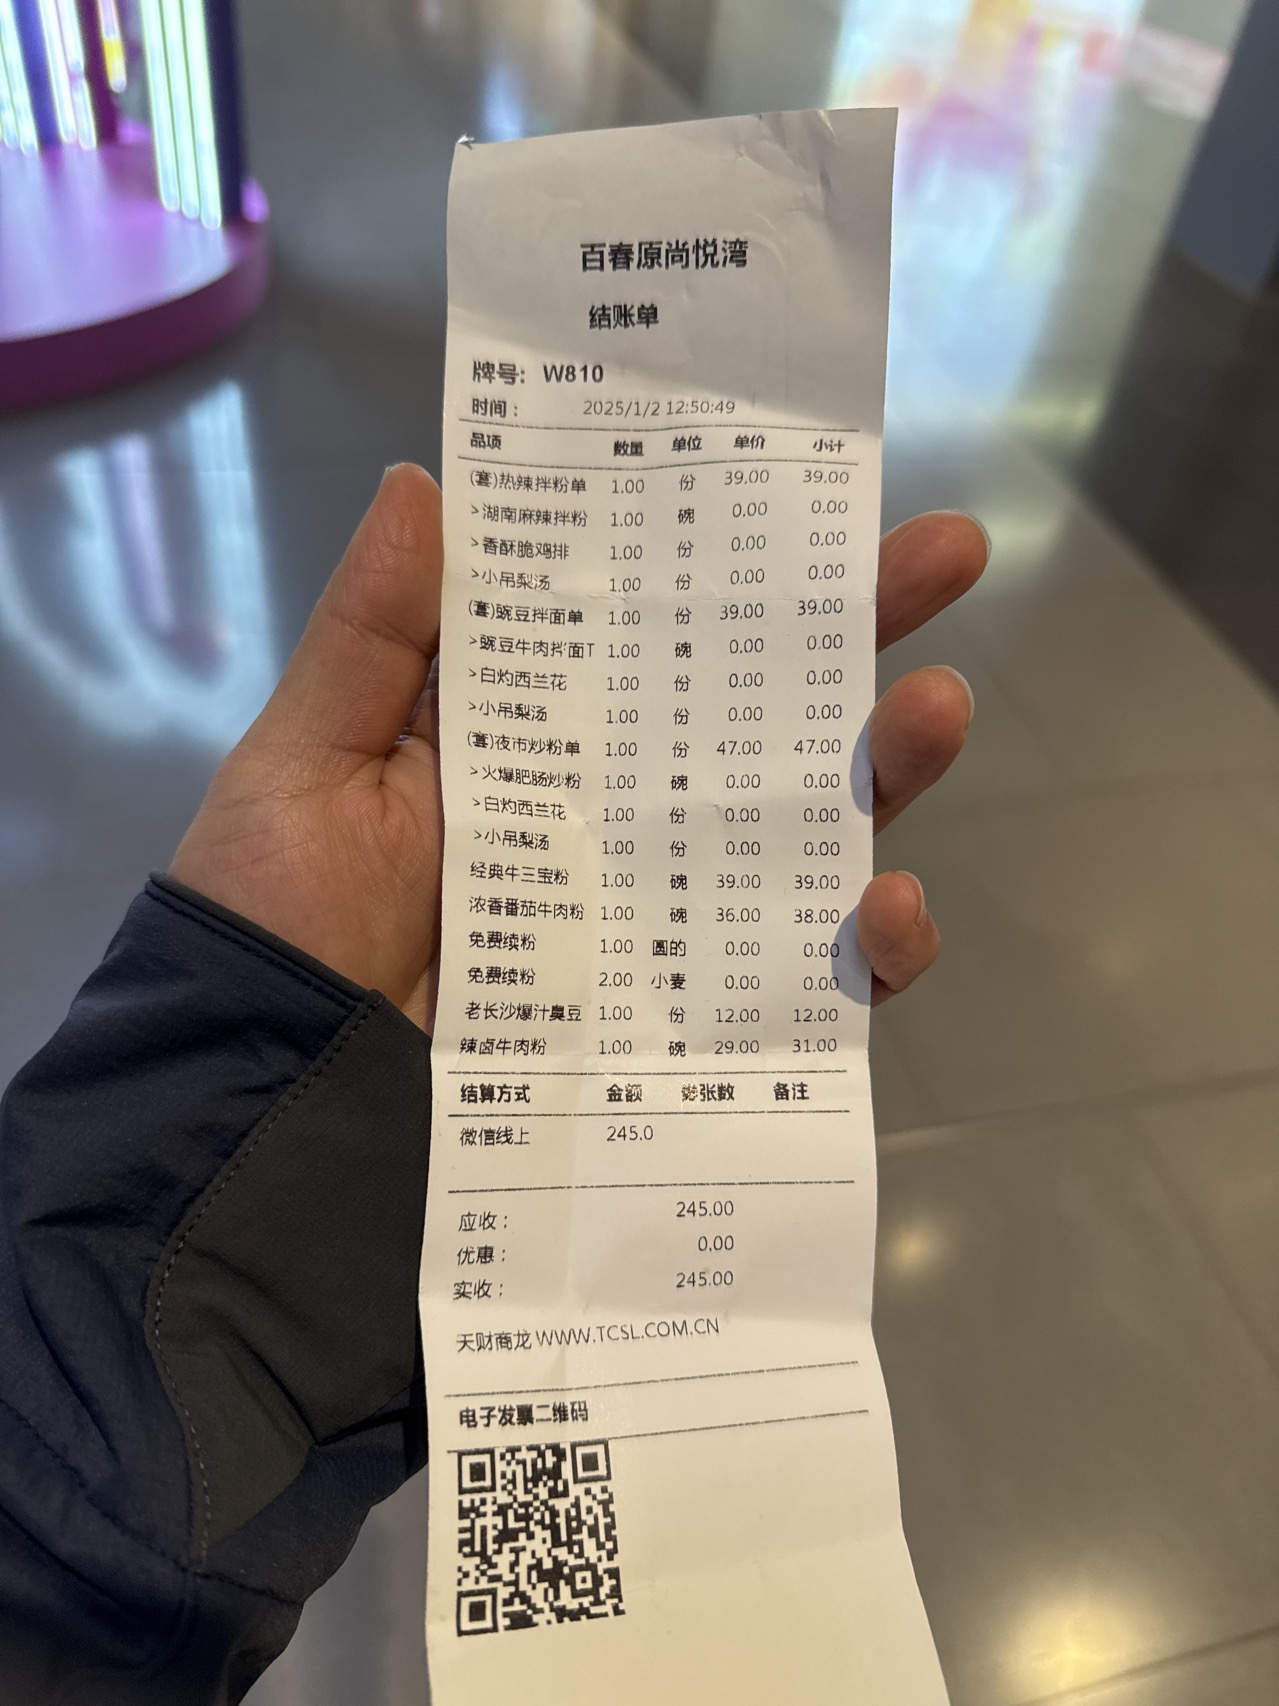 百春原尚悦湾
结账单
牌号: W810
时间： 2025/1/2 12:50:49
品项 数量 单位 单价 小计
(套)热辣拌粉单 1.00 份 39.00 39.00
>湖南麻辣拌粉 1.00 碗 0.00 0.00
>香酥脆鸡排 1.00 份 0.00 0.00
>小吊梨汤 1.00 份 0.00 0.00
(套)豌豆拌面单 1.00 份 39.00 39.00
>豌豆牛肉拌面T 1.00 碗 0.00 0.00
>白灼西兰花 1.00 份 0.00 0.00
>小吊梨汤 1.00 份 0.00 0.00
(套)夜市炒粉单 1.00 份 47.00 47.00
>火爆肥肠炒粉 1.00 碗 0.00 0.00
>白灼西兰花 1.00 份 0.00 0.00
>小吊梨汤 1.00 份 0.00 0.00
经典牛三宝粉 1.00 碗 39.00 39.00
浓香番茄牛肉粉 1.00 碗 36.00 38.00
免费续粉 1.00 圆的 0.00 0.00
免费续粉 2.00 小麦 0.00 0.00
老长沙爆汁臭豆 1.00 份 12.00 12.00
辣卤牛肉粉 1.00 碗 29.00 31.00
结算方式 金额 张数 备注
微信线上 245.0
应收： 245.00
优惠： 0.00
实收： 245.00
天财商龙 WWW.TCSL.COM.CN
电子发票二维码